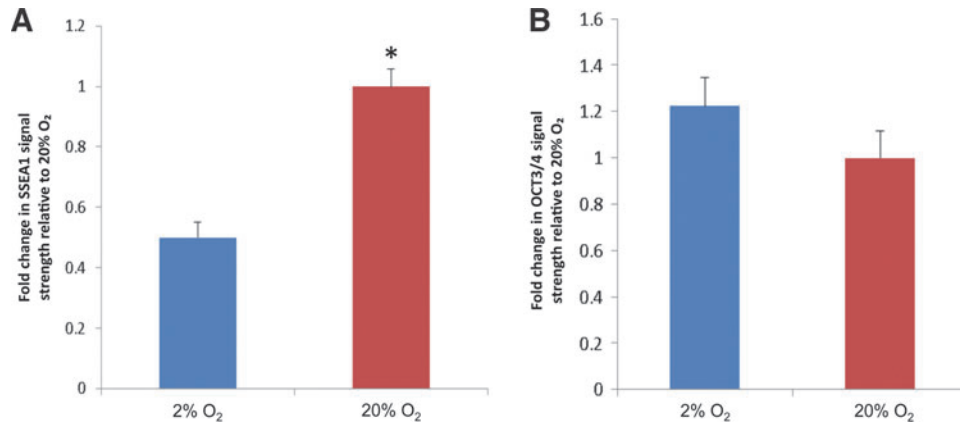 A
Fold change in SSEA1 signal
strength relative to 20% O₂
1.2
1
0.8
0.6
0.4
0.2
0
*
2% O₂
20% O₂
B
Fold change in OCT3/4 signal
strength relative to 20% O₂
1.6
1.4
1.2
1
0.8
0.6
0.4
0.2
0
2% O₂
20% O₂